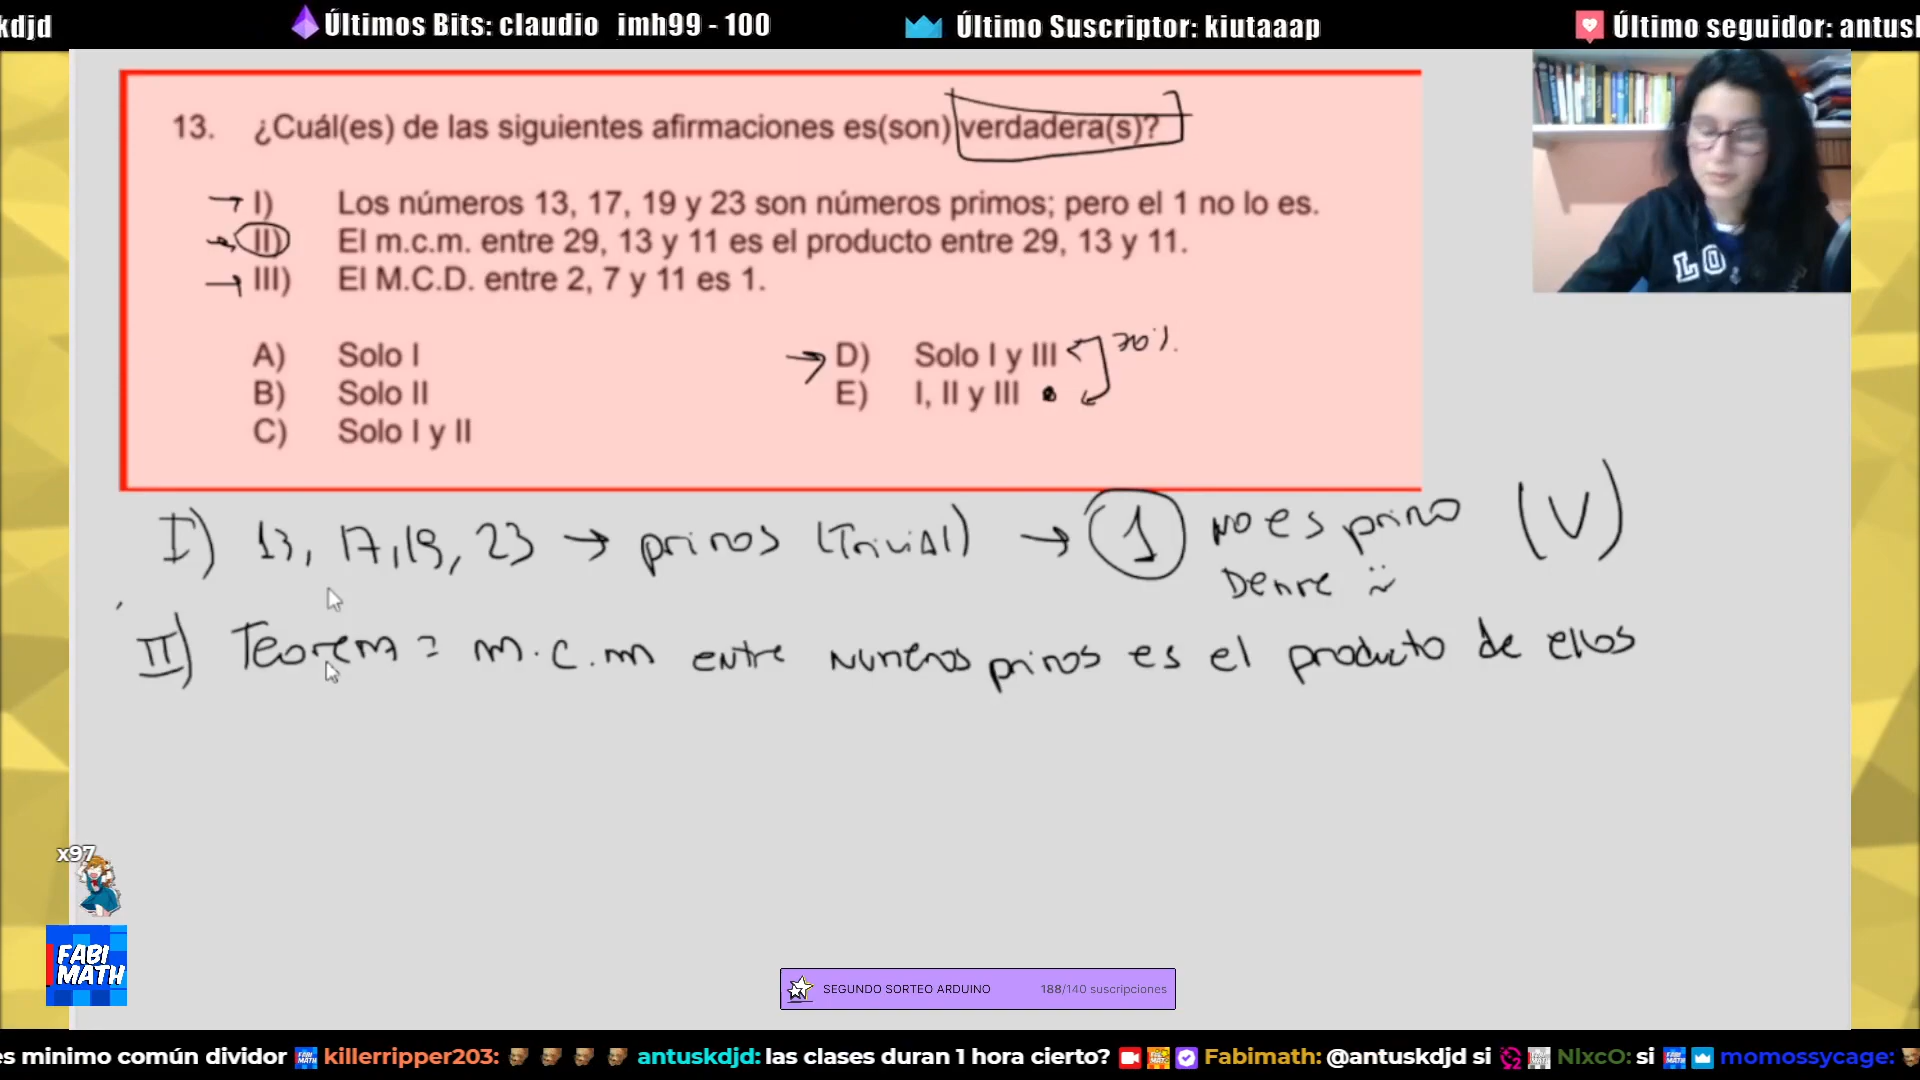 kdjd
Últimos Bits: claudio imh99 - 100
Último Suscriptor: kiutaaap
Último seguidor: antusk
13. ¿Cuál(es) de las siguientes afirmaciones es(son) verdadera(s)?
I) Los números 13, 17, 19 y 23 son números primos; pero el 1 no lo es.
II) El m.c.m. entre 29, 13 y 11 es el producto entre 29, 13 y 11.
III) El M.C.D. entre 2, 7 y 11 es 1.
A) Solo I
B) Solo II
C) Solo I y II
D) Solo I y III
E) I, II y III
70%.
I) 13, 17, 19, 23 → primos (Trivial) → 1 no es primo (V)
II) Teorema = m.c.m entre numeros primos es el producto de ellos
LO
x97
FABI
MATH
SEGUNDO SORTEO ARDUINO 188/140 suscripciones
es minimo común dividor killerripper203: antuskdjd: las clases duran 1 hora cierto? Fabimath: @antuskdjd si NlxcO: si momossycage: